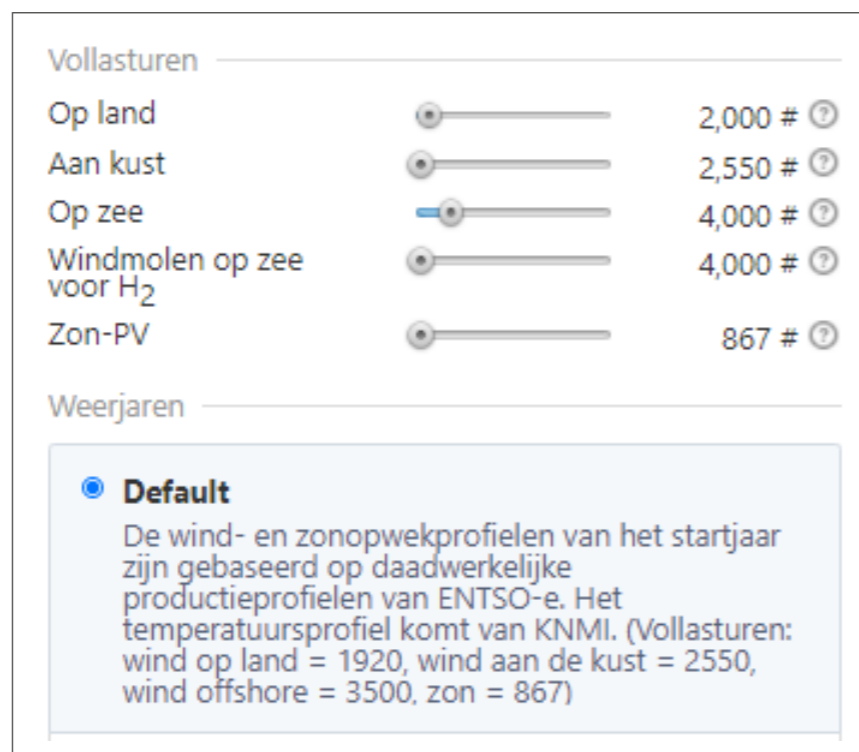 Vollasturen
Op land 2,000 # ?
Aan kust 2,550 # ?
Op zee 4,000 # ?
Windmolen op zee
voor H2 4,000 # ?
Zon-PV 867 # ?
Weerjaren
Default
De wind- en zonopwekprofielen van het startjaar
zijn gebaseerd op daadwerkelijke
productieprofielen van ENTSO-e. Het
temperatuursprofiel komt van KNMI. (Vollasturen:
wind op land = 1920, wind aan de kust = 2550,
wind offshore = 3500, zon = 867)